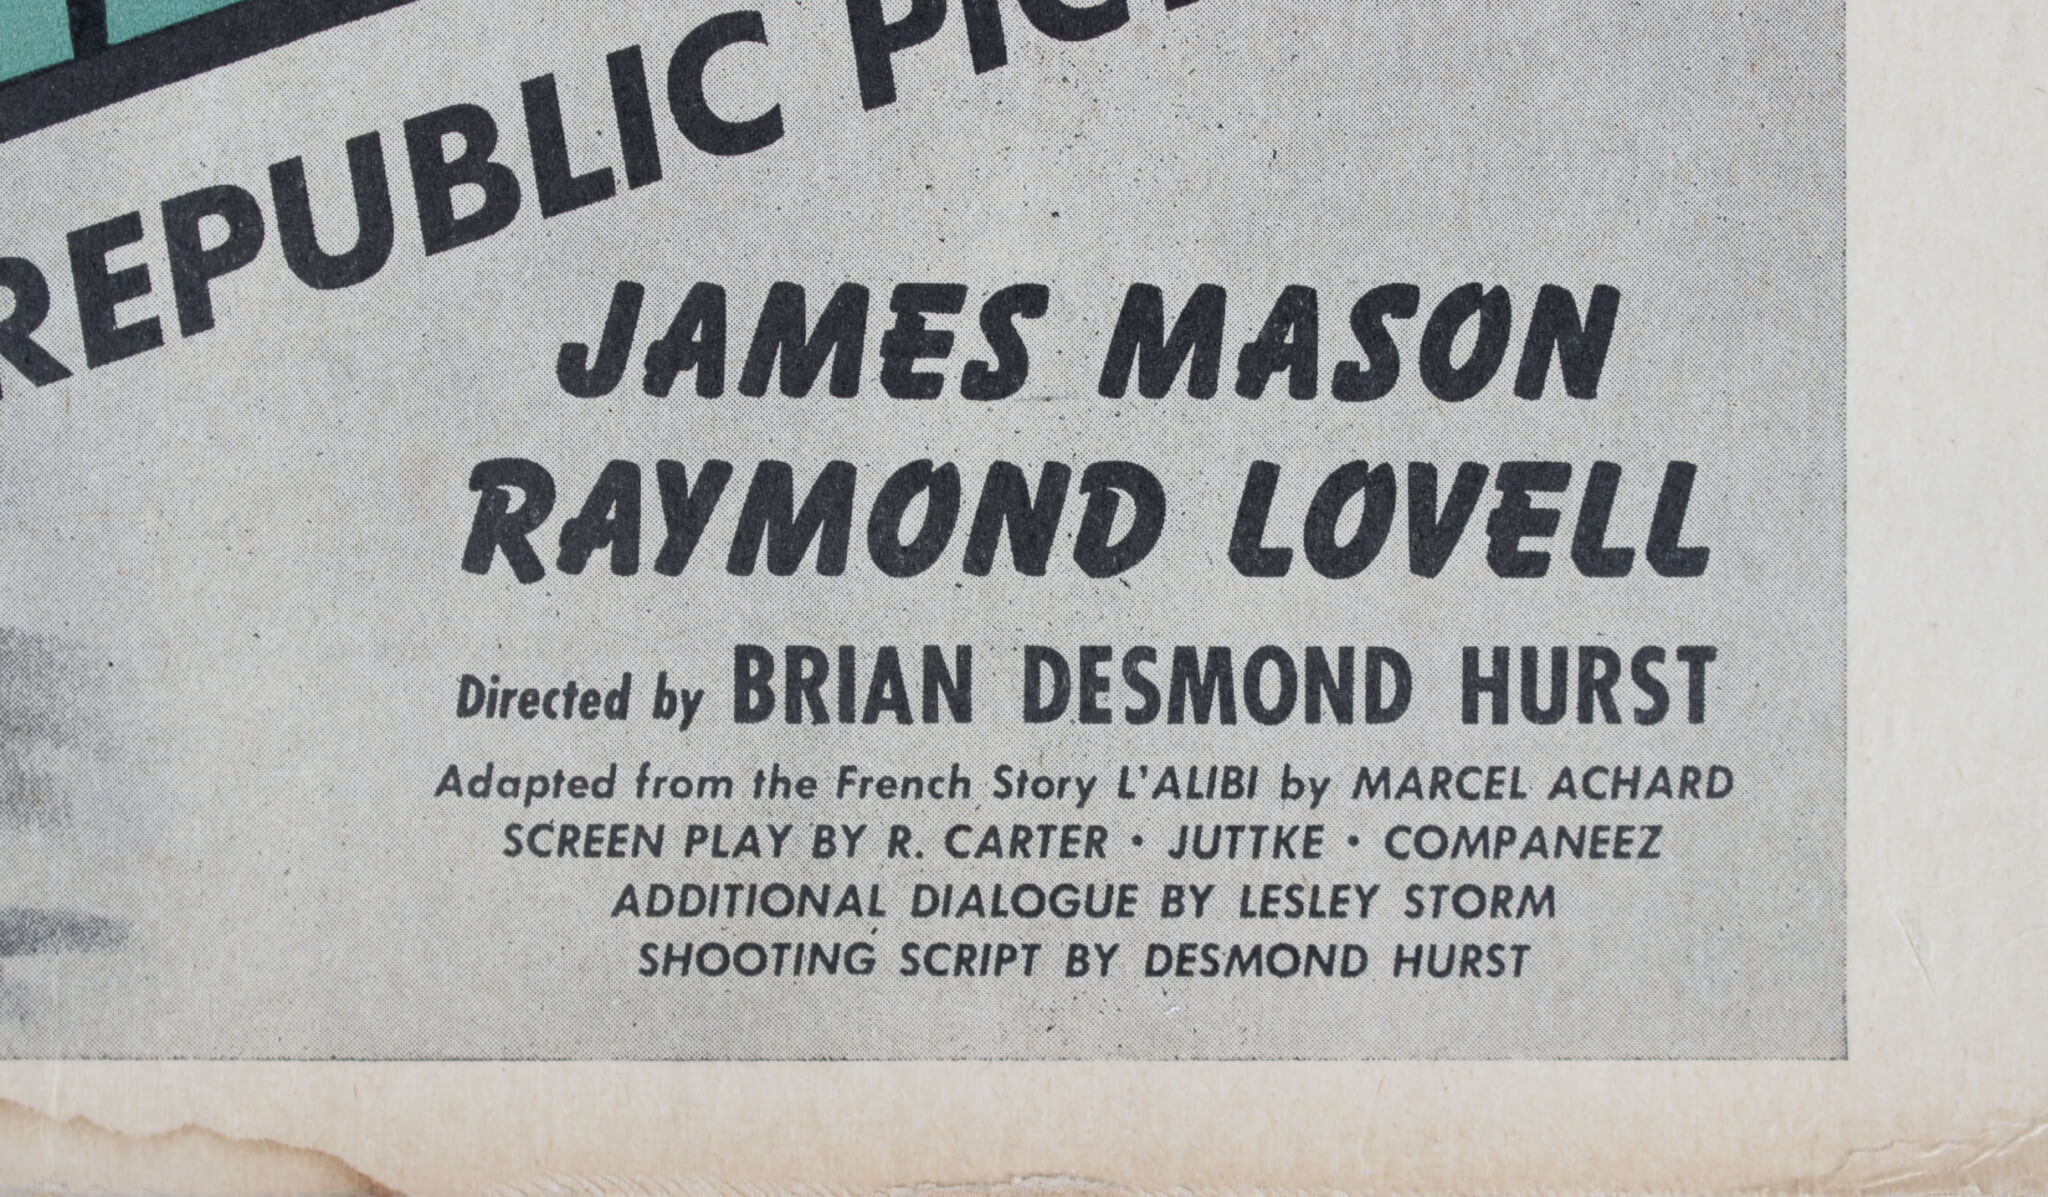 REPUBLIC
JAMES MASON
RAYMOND LOVELL
Directed by BRIAN DESMOND HURST
Adapted from the French Story L'ALIBI by MARCEL ACHARD
SCREEN PLAY BY R. CARTER • JUTTKE • COMPANEEZ
ADDITIONAL DIALOGUE BY LESLEY STORM
SHOOTING SCRIPT BY DESMOND HURST